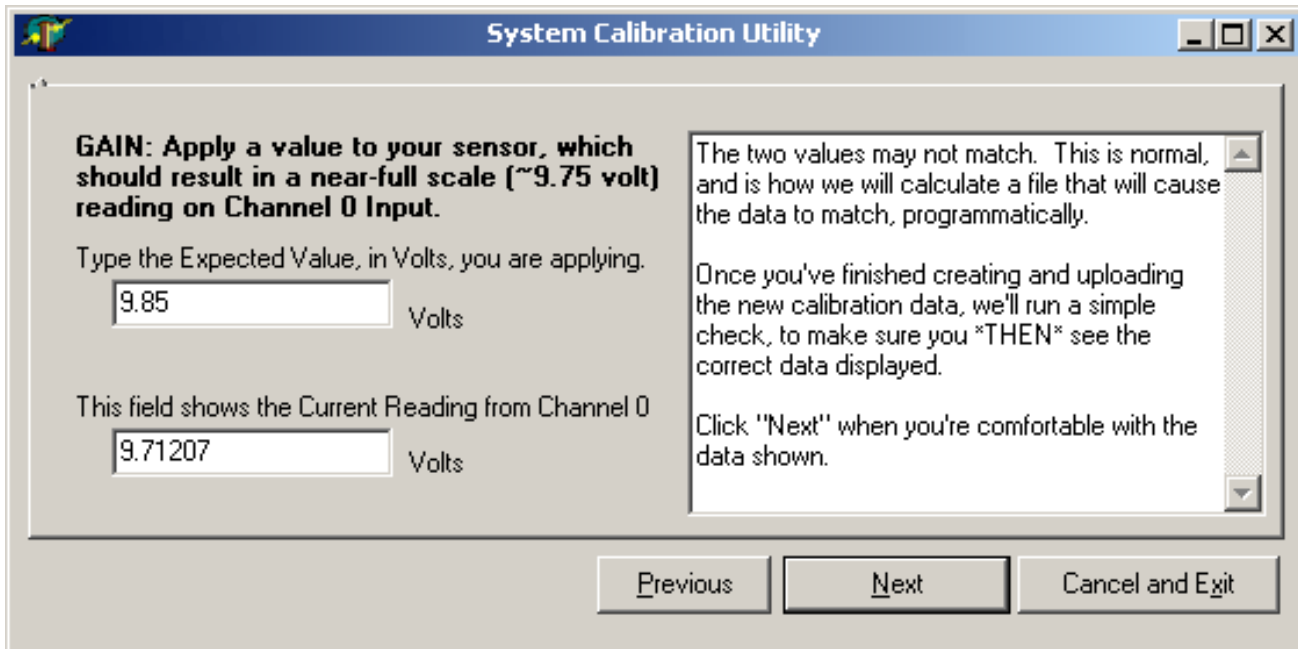 System Calibration Utility
GAIN: Apply a value to your sensor, which
should result in a near-full scale (~9.75 volt)
reading on Channel 0 Input.
Type the Expected Value, in Volts, you are applying.
9.85
Volts
This field shows the Current Reading from Channel 0
9.71207
Volts
The two values may not match.  This is normal,
and is how we will calculate a file that will cause
the data to match, programmatically.
Once you've finished creating and uploading
the new calibration data, we'll run a simple
check, to make sure you *THEN* see the
correct data displayed.
Click "Next" when you're comfortable with the
data shown.
Previous
Next
Cancel and Exit